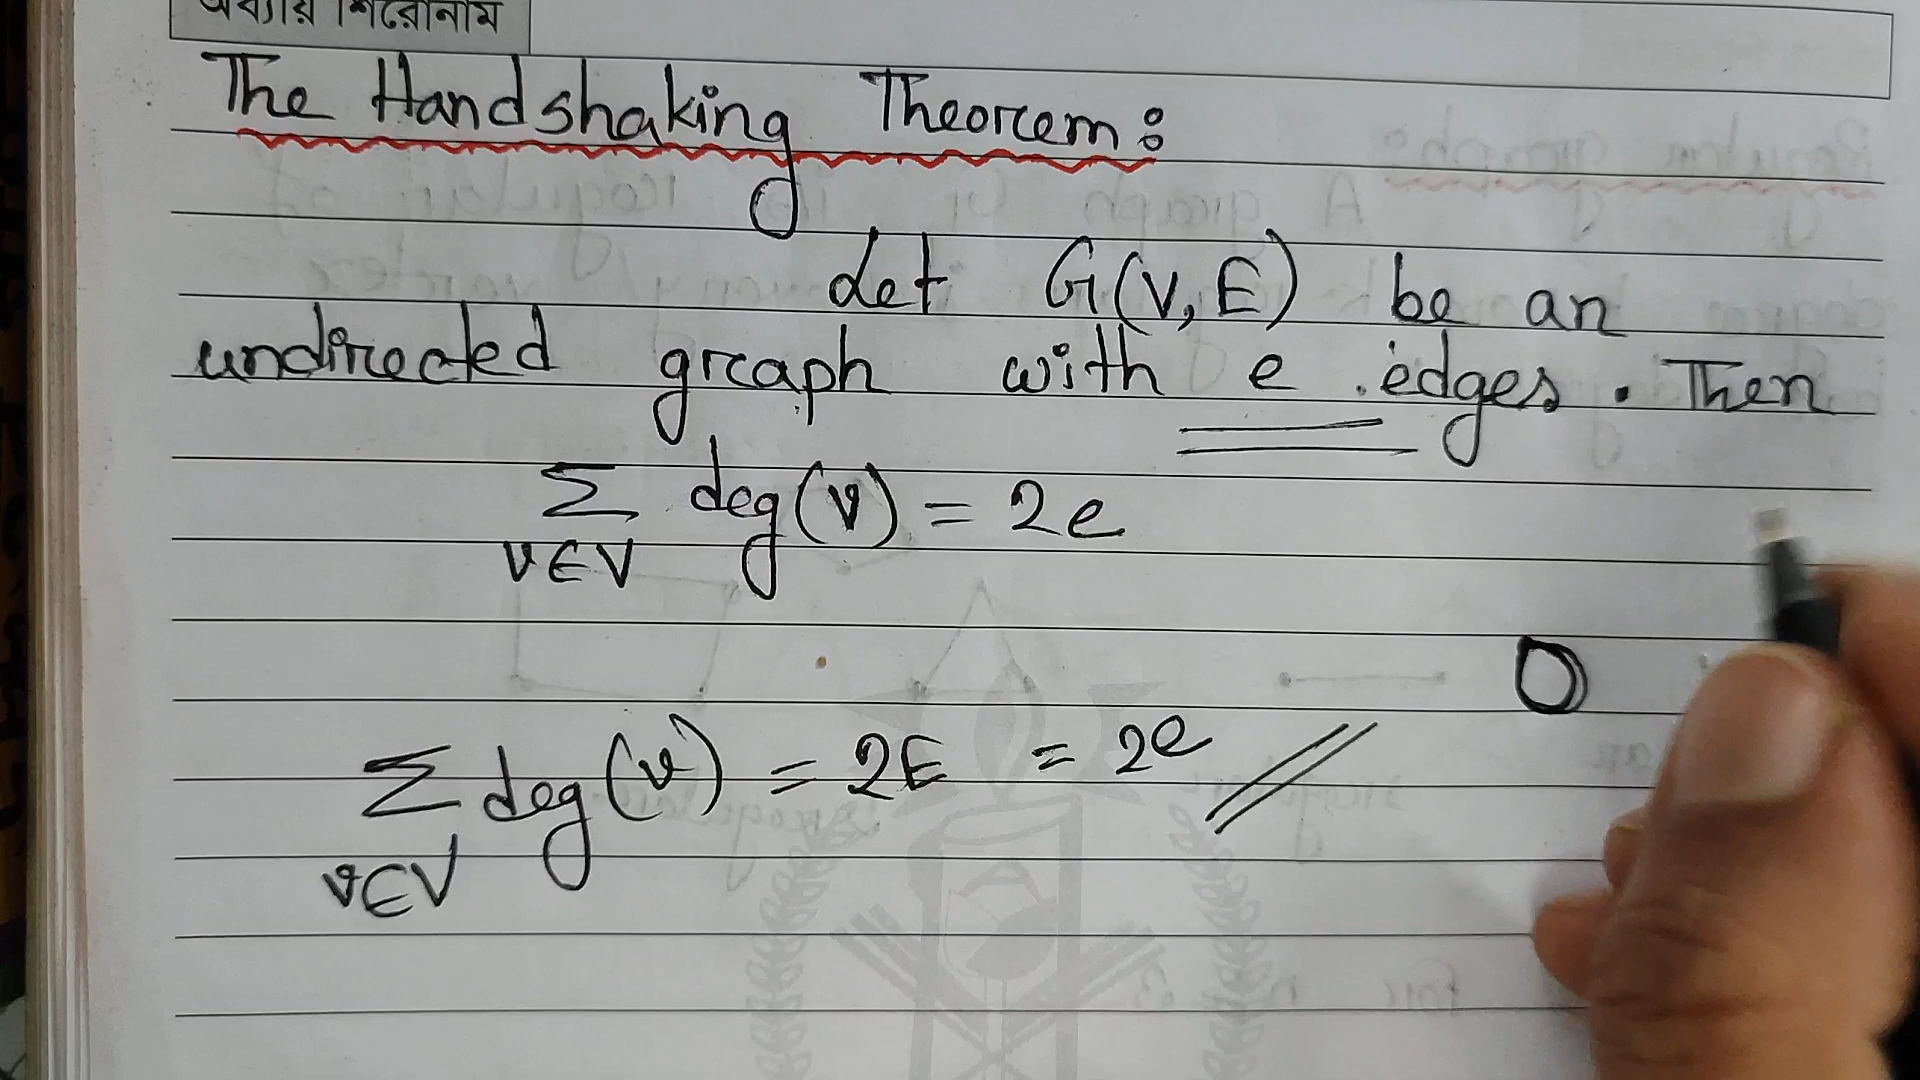 অধ্যায় শিরোনাম
The Handshaking Theorem:
Let G(V, E) be an
undirected graph with e edges. Then
Σ deg(v) = 2e
v∈V
O
Σ deg(v) = 2E = 2e
v∈V